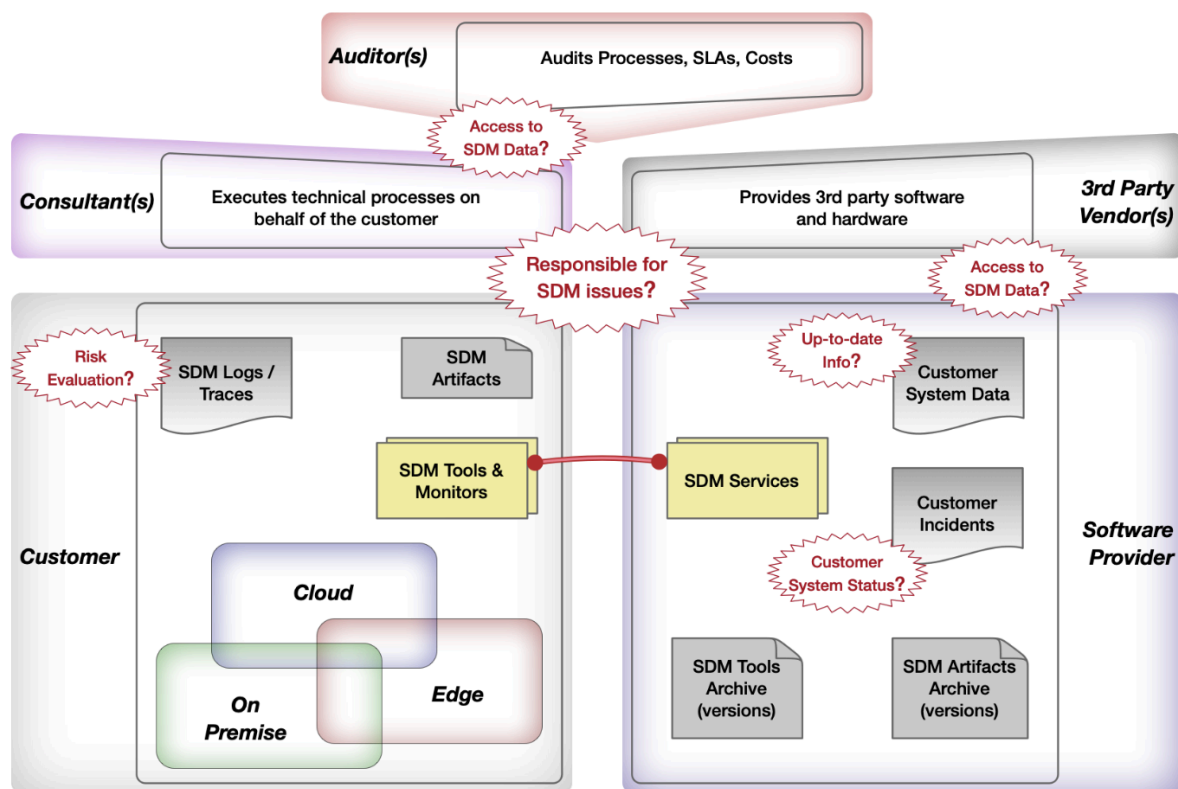 Auditor(s)
Audits Processes, SLAs, Costs
Access to
SDM Data?
Consultant(s)
Executes technical processes on
behalf of the customer
Provides 3rd party software
and hardware
3rd Party
Vendor(s)
Responsible for
SDM issues?
Access to
SDM Data?
Risk
Evaluation?
SDM Logs /
Traces
SDM
Artifacts
Up-to-date
Info?
Customer
System Data
SDM Tools &
Monitors
SDM Services
Customer
Incidents
Customer
Software
Provider
Customer
System Status?
Cloud
On
Premise
Edge
SDM Tools
Archive
(versions)
SDM Artifacts
Archive
(versions)